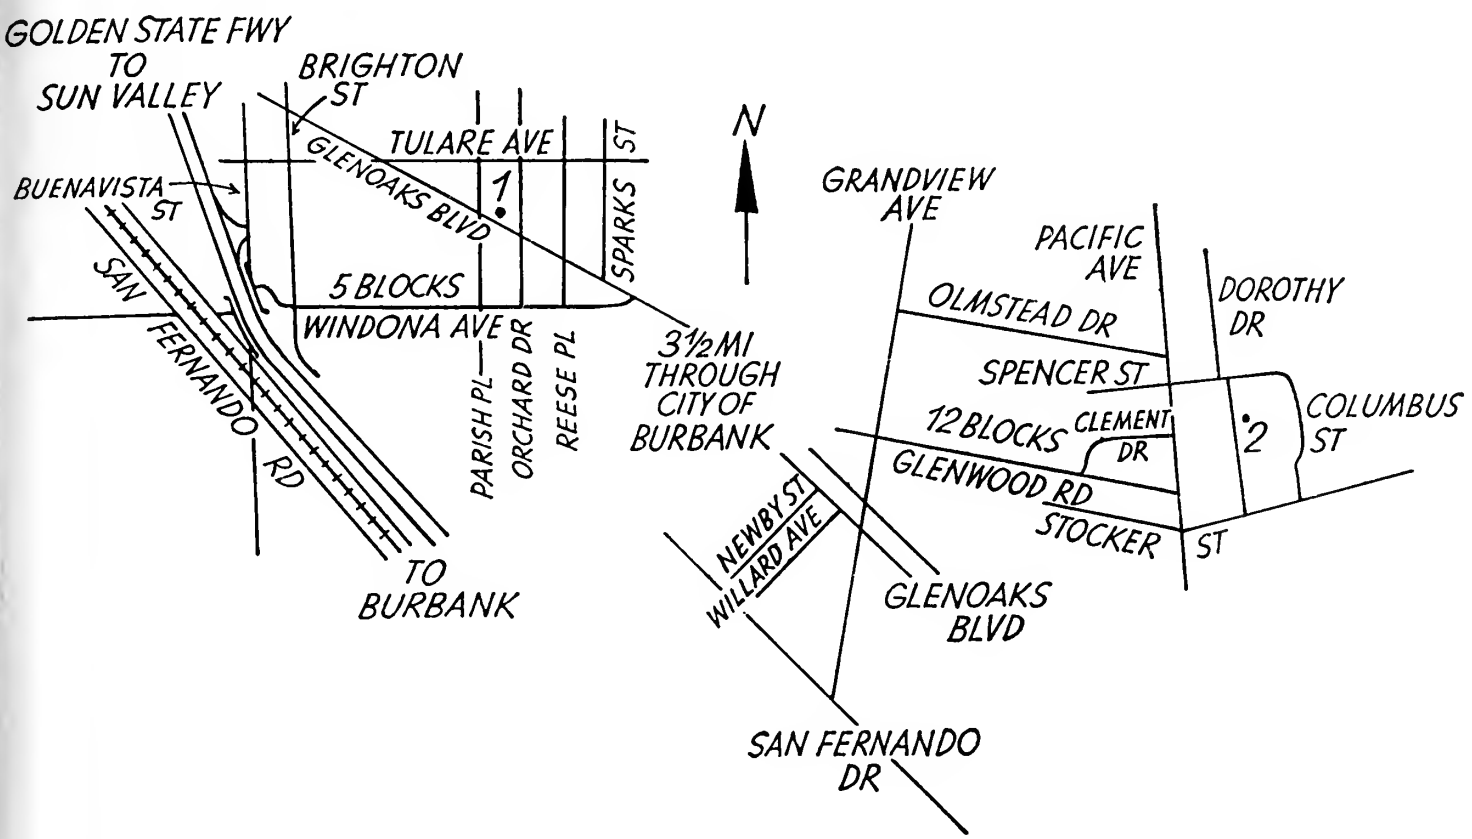 GOLDEN STATE FWY
TO
SUN VALLEY
BRIGHTON
ST
TULARE AVE
GLENOAKS BLVD
1
SPARKS ST
BUENAVISTA
ST
SAN FERNANDO RD
5 BLOCKS
WINDONA AVE
PARISH PL
ORCHARD DR
REESE PL
TO
BURBANK
N
3½ MI
THROUGH
CITY OF
BURBANK
GRANDVIEW
AVE
PACIFIC
AVE
DOROTHY
DR
OLMSTEAD DR
SPENCER ST
12 BLOCKS
CLEMENT
DR
2
COLUMBUS
ST
GLENWOOD RD
STOCKER ST
NEWBY ST
WILLARD AVE
GLENOAKS
BLVD
SAN FERNANDO
DR